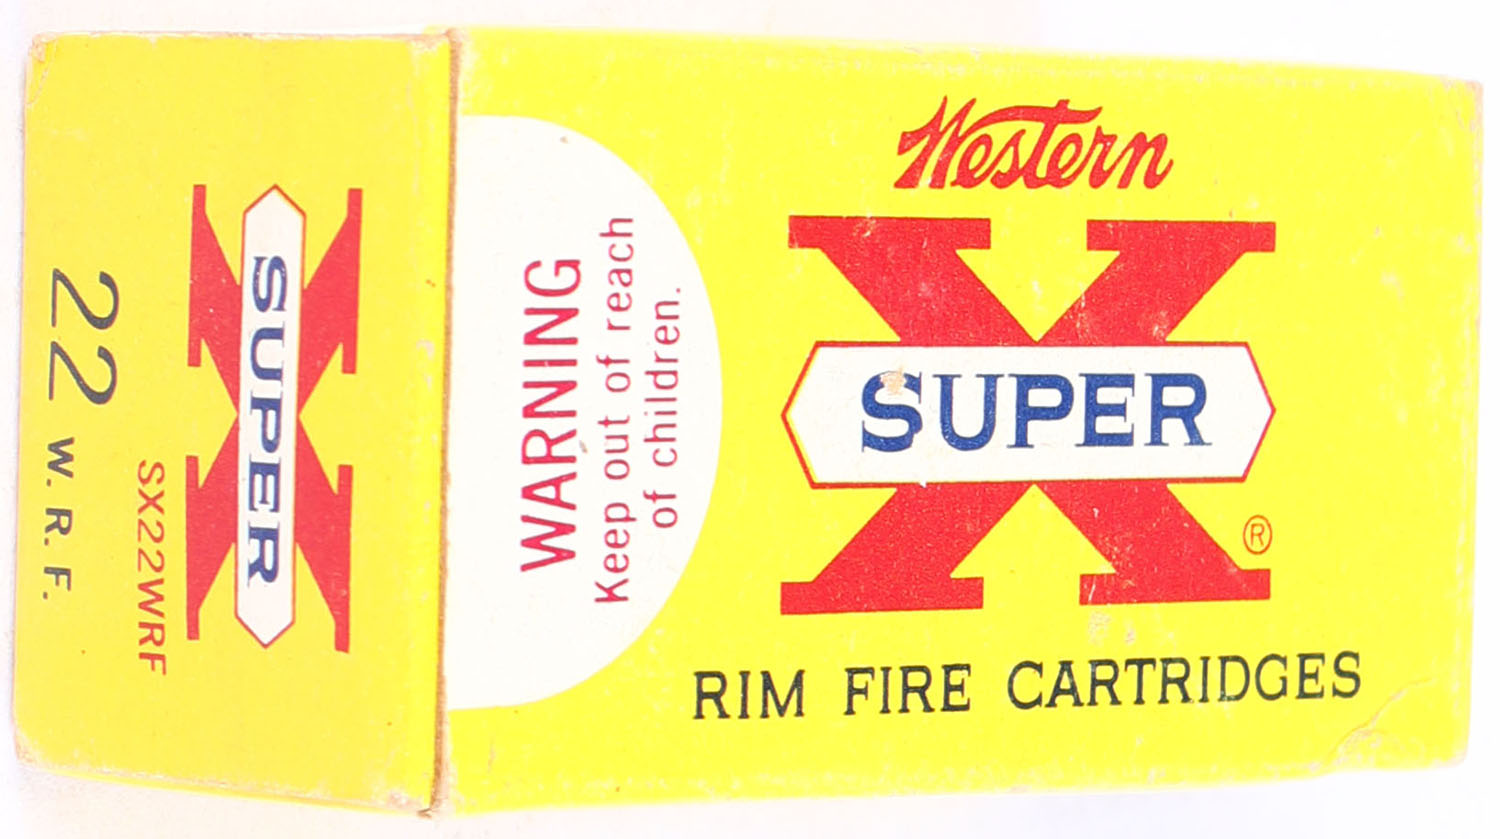 Western
X
SUPER
®
RIM FIRE CARTRIDGES
WARNING
Keep out of reach
of children.
X
SUPER
SX22WRF
22 W.R.F.